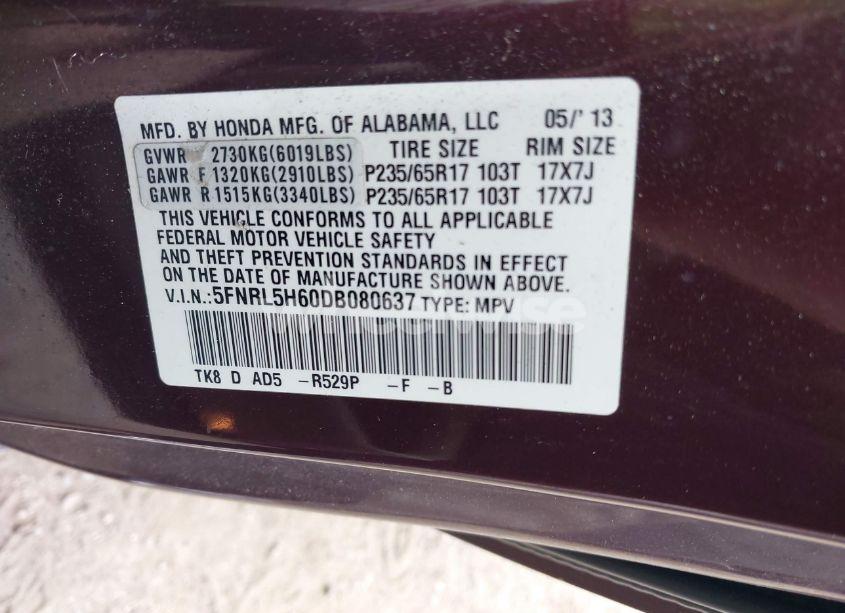 MFD. BY HONDA MFG. OF ALABAMA, LLC 05/' 13
GVWR 2730KG(6019LBS) TIRE SIZE RIM SIZE
GAWR F 1320KG(2910LBS) P235/65R17 103T 17X7J
GAWR R 1515KG(3340LBS) P235/65R17 103T 17X7J
THIS VEHICLE CONFORMS TO ALL APPLICABLE
FEDERAL MOTOR VEHICLE SAFETY
AND THEFT PREVENTION STANDARDS IN EFFECT
ON THE DATE OF MANUFACTURE SHOWN ABOVE.
V.I.N.:5FNRL5H60DB080637 TYPE: MPV
TK8 D AD5 -R529P -F -B